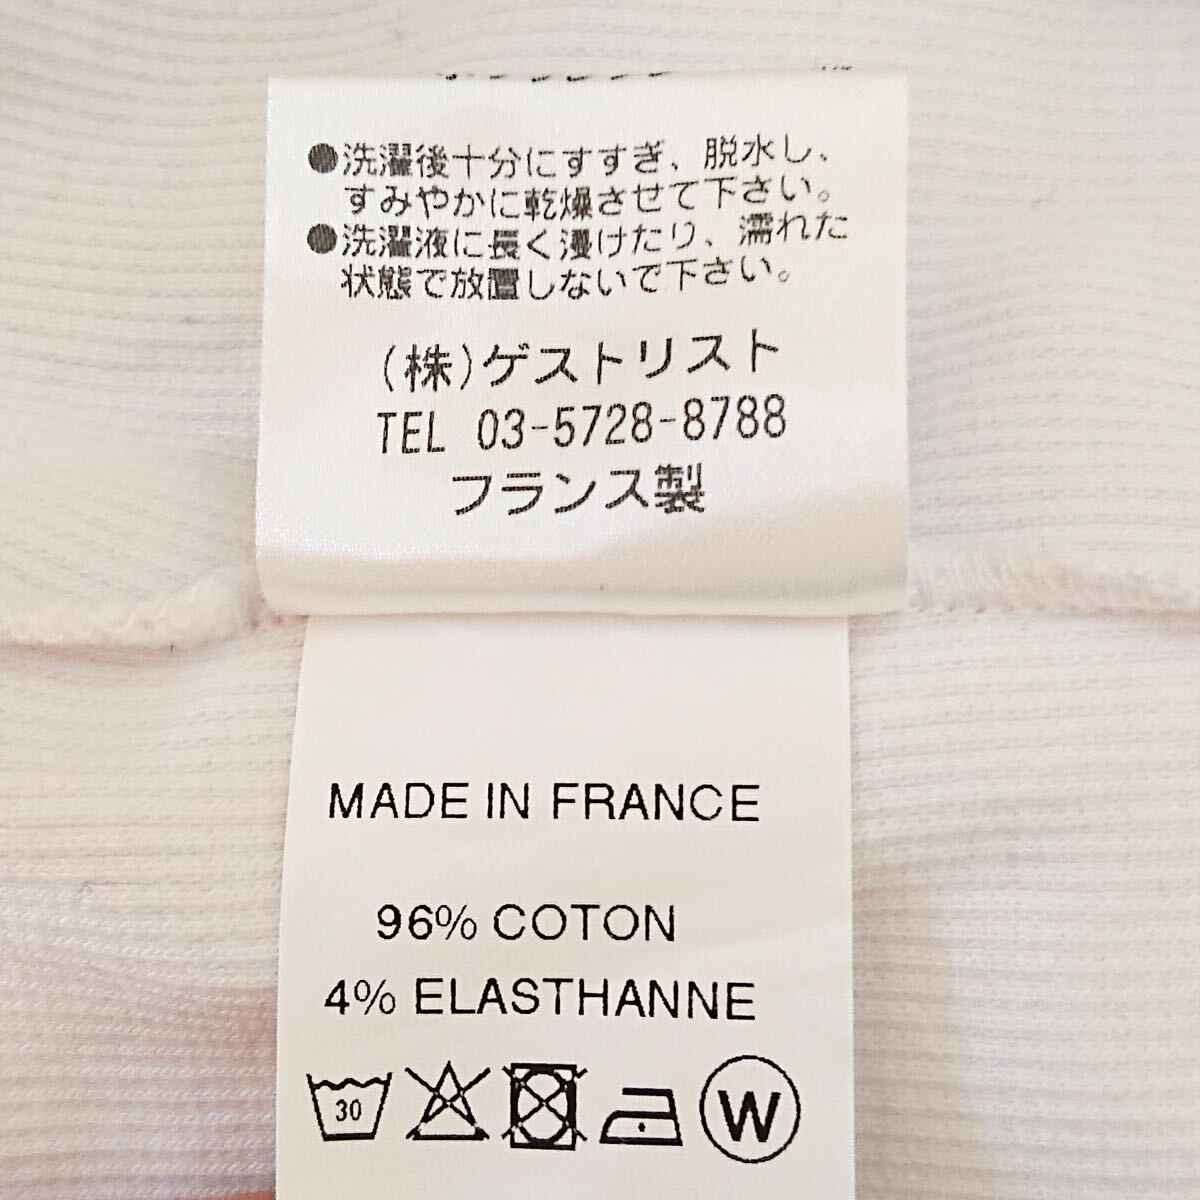 ●洗濯後十分にすすぎ、脱水し、
すみやかに乾燥させて下さい。
●洗濯液に長く浸けたり、濡れた
状態で放置しないで下さい。
(株)ゲストリスト
TEL 03-5728-8788
フランス製
MADE IN FRANCE
96% COTON
4% ELASTHANNE
30
W